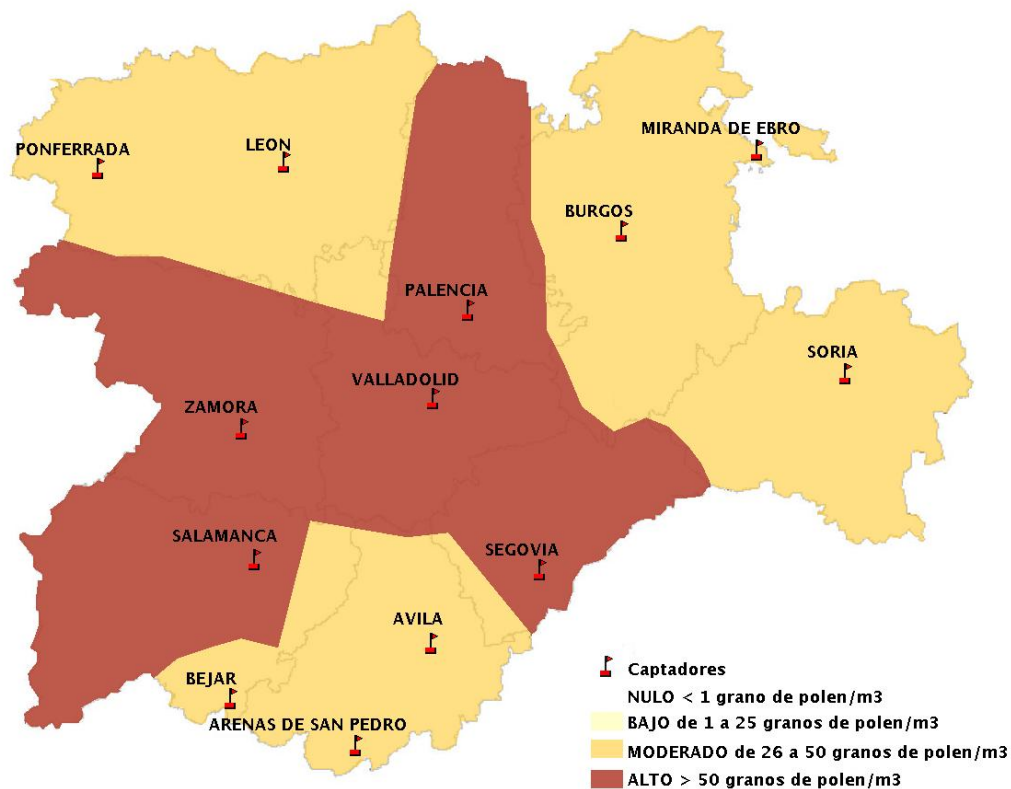 MIRANDA DE EBRO
PONFERRADA
LEON
BURGOS
PALENCIA
SORIA
VALLADOLID
ZAMORA
SALAMANCA
SEGOVIA
AVILA
BEJAR
ARENAS DE SAN PEDRO
Captadores
NULO < 1 grano de polen/m3
BAJO de 1 a 25 granos de polen/m3
MODERADO de 26 a 50 granos de polen/m3
ALTO > 50 granos de polen/m3